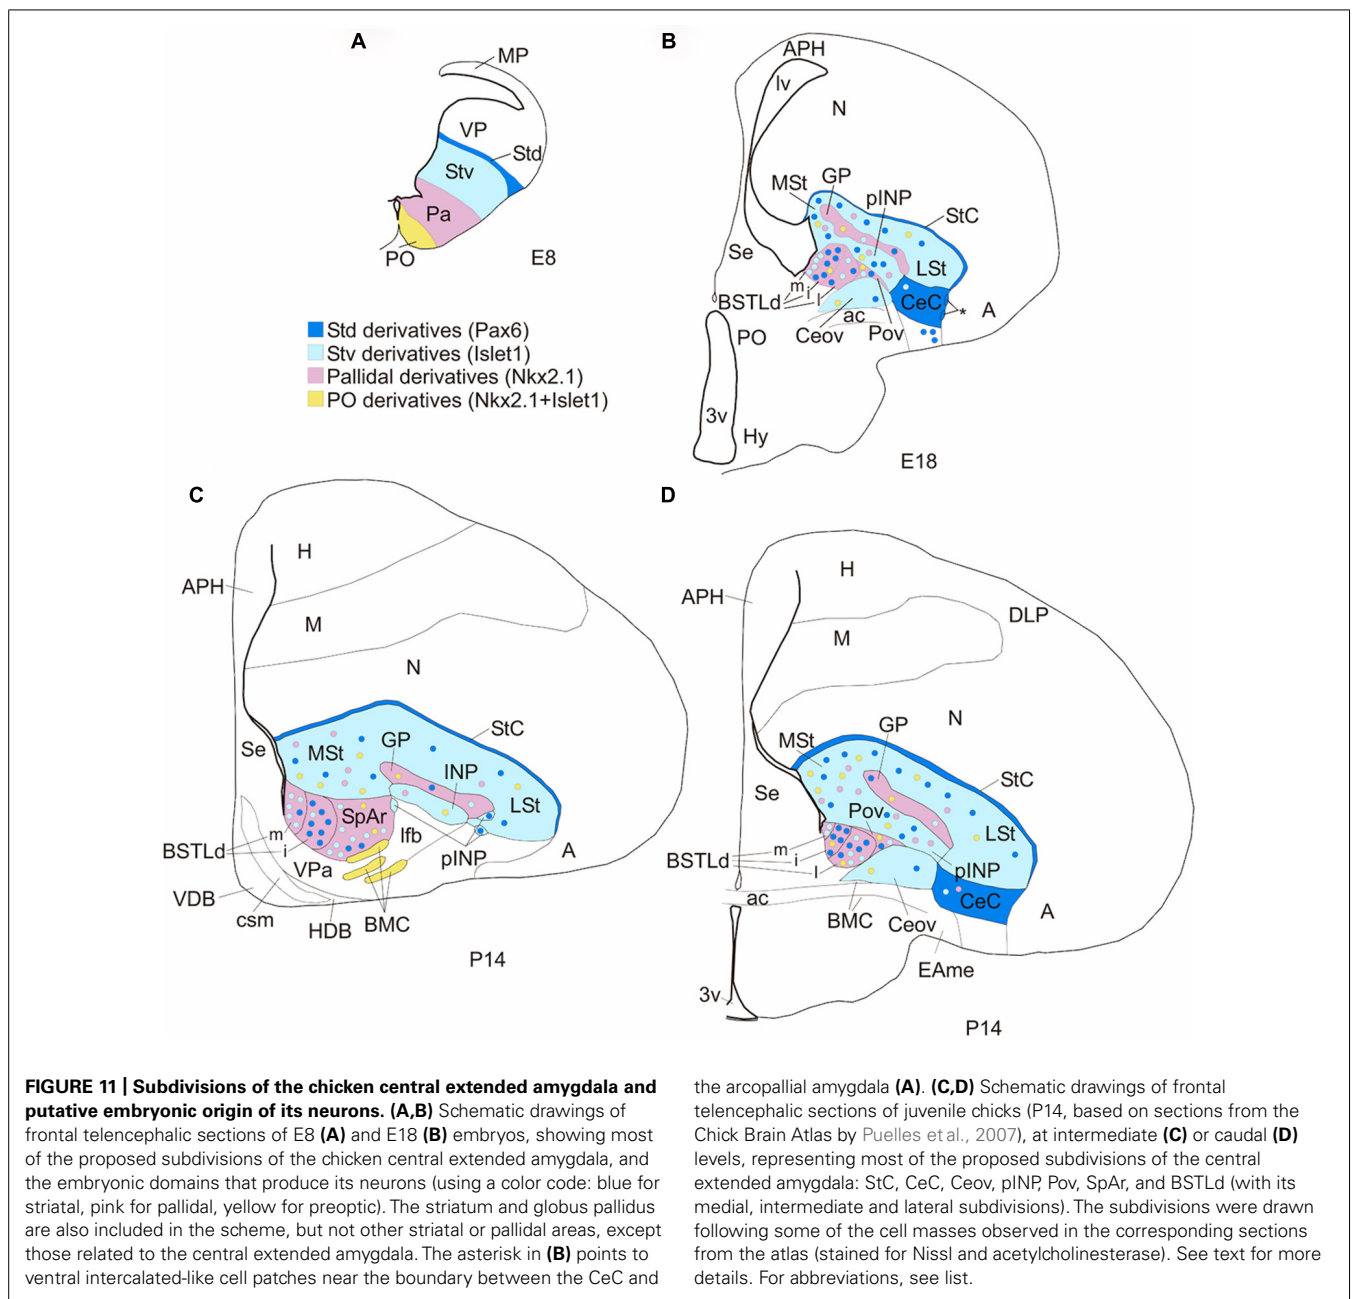 A
MP
VP
Std
Stv
Pa
PO
E8
Std derivatives (Pax6)
Stv derivatives (Islet1)
Pallidal derivatives (Nkx2.1)
PO derivatives (Nkx2.1+Islet1)
B
APH
lv
N
MSt
GP
pINP
StC
Se
LSt
m
i
l
BSTLd
CeC
*
A
ac
Ceov
Pov
PO
3v
Hy
E18
C
H
APH
M
N
Se
MSt
GP
StC
INP
LSt
SpAr
lfb
m
BSTLd
i
pINP
A
VPa
VDB
csm
HDB
BMC
P14
D
H
APH
DLP
M
N
GP
MSt
StC
Se
Pov
LSt
m
BSTLd
i
l
pINP
CeC
ac
A
BMC
Ceov
EAme
3v
P14
FIGURE 11 | Subdivisions of the chicken central extended amygdala and
putative embryonic origin of its neurons. (A,B) Schematic drawings of
frontal telencephalic sections of E8 (A) and E18 (B) embryos, showing most
of the proposed subdivisions of the chicken central extended amygdala, and
the embryonic domains that produce its neurons (using a color code: blue for
striatal, pink for pallidal, yellow for preoptic). The striatum and globus pallidus
are also included in the scheme, but not other striatal or pallidal areas, except
those related to the central extended amygdala. The asterisk in (B) points to
ventral intercalated-like cell patches near the boundary between the CeC and
the arcopallial amygdala (A). (C,D) Schematic drawings of frontal
telencephalic sections of juvenile chicks (P14, based on sections from the
Chick Brain Atlas by Puelles et al., 2007), at intermediate (C) or caudal (D)
levels, representing most of the proposed subdivisions of the central
extended amygdala: StC, CeC, Ceov, pINP, Pov, SpAr, and BSTLd (with its
medial, intermediate and lateral subdivisions). The subdivisions were drawn
following some of the cell masses observed in the corresponding sections
from the atlas (stained for Nissl and acetylcholinesterase). See text for more
details. For abbreviations, see list.